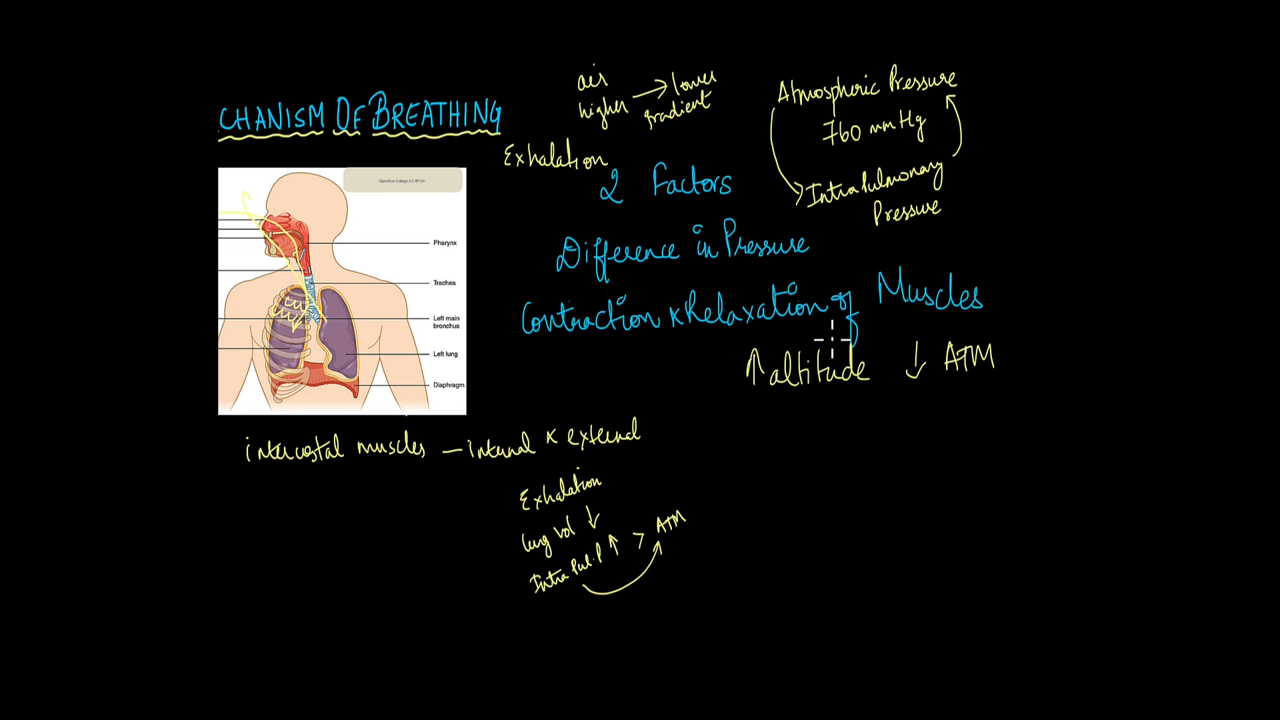 CHANISM OF BREATHING
air
higher → lower
gradient
Exhalation
Atmospheric Pressure
760 mmHg
IntraPulmonary
Pressure
2 Factors
Difference in Pressure
Contraction & Relaxation of Muscles
↑ altitude ↓ ATM
Pharynx
Trachea
Left main
bronchus
Left lung
Diaphragm
intercostal muscles – internal & external
Exhalation
lung vol ↓
Intra Pul. P ↑ > ATM